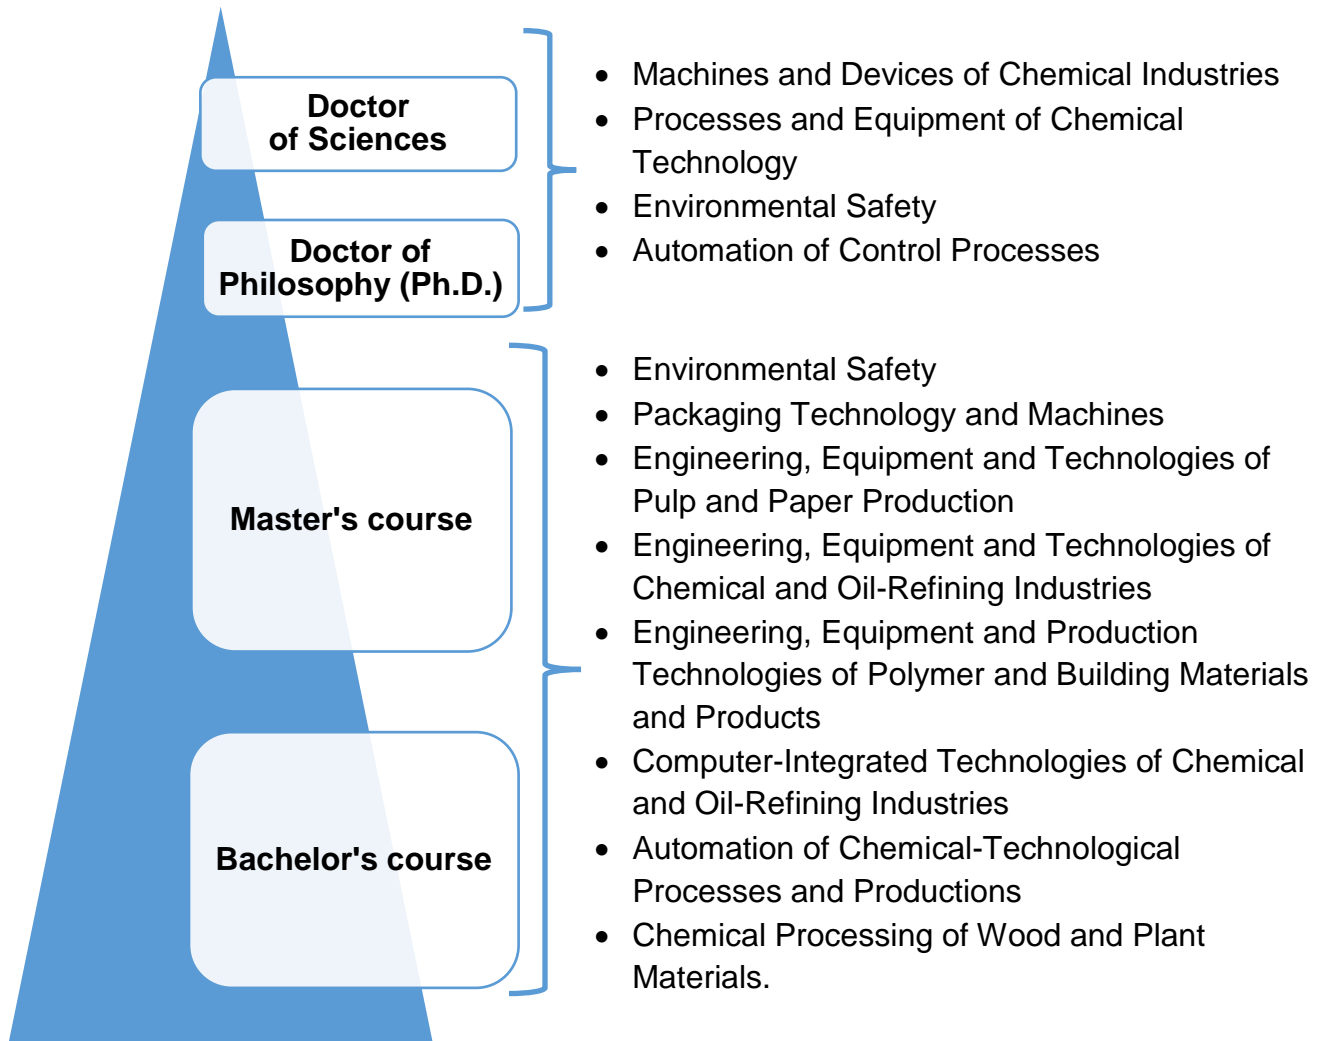 Doctor
of Sciences
Doctor of
Philosophy (Ph.D.)
• Machines and Devices of Chemical Industries
• Processes and Equipment of Chemical
Technology
• Environmental Safety
• Automation of Control Processes
Master's course
Bachelor's course
• Environmental Safety
• Packaging Technology and Machines
• Engineering, Equipment and Technologies of
Pulp and Paper Production
• Engineering, Equipment and Technologies of
Chemical and Oil-Refining Industries
• Engineering, Equipment and Production
Technologies of Polymer and Building Materials
and Products
• Computer-Integrated Technologies of Chemical
and Oil-Refining Industries
• Automation of Chemical-Technological
Processes and Productions
• Chemical Processing of Wood and Plant
Materials.